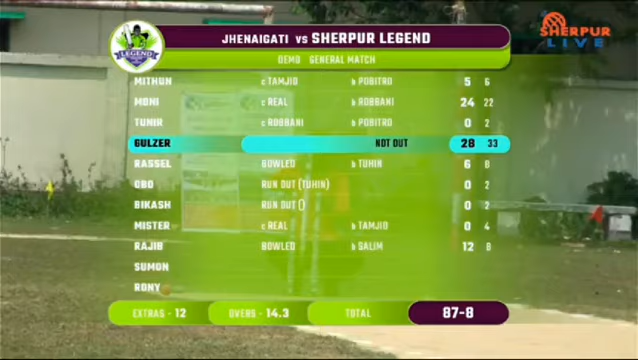 JHENAIGATI vs SHERPUR LEGEND
DEMO GENERAL MATCH
SHERPUR
LIVE
LEGEND
MITHUN c TAMJID b POBITRO 5 6
MONI c REAL b ROBBANI 24 22
TUNIR c ROBBANI b POBITRO 0 2
GULZER NOT OUT 28 33
RASSEL BOWLED b TUHIN 6 8
OBO RUN OUT (TUHIN) 0 2
BIKASH RUN OUT () 0 2
MISTER c REAL b TAMJID 0 4
RAJIB BOWLED b SALIM 12 8
SUMON
RONY
EXTRAS - 12 OVERS - 14.3 TOTAL 87-8